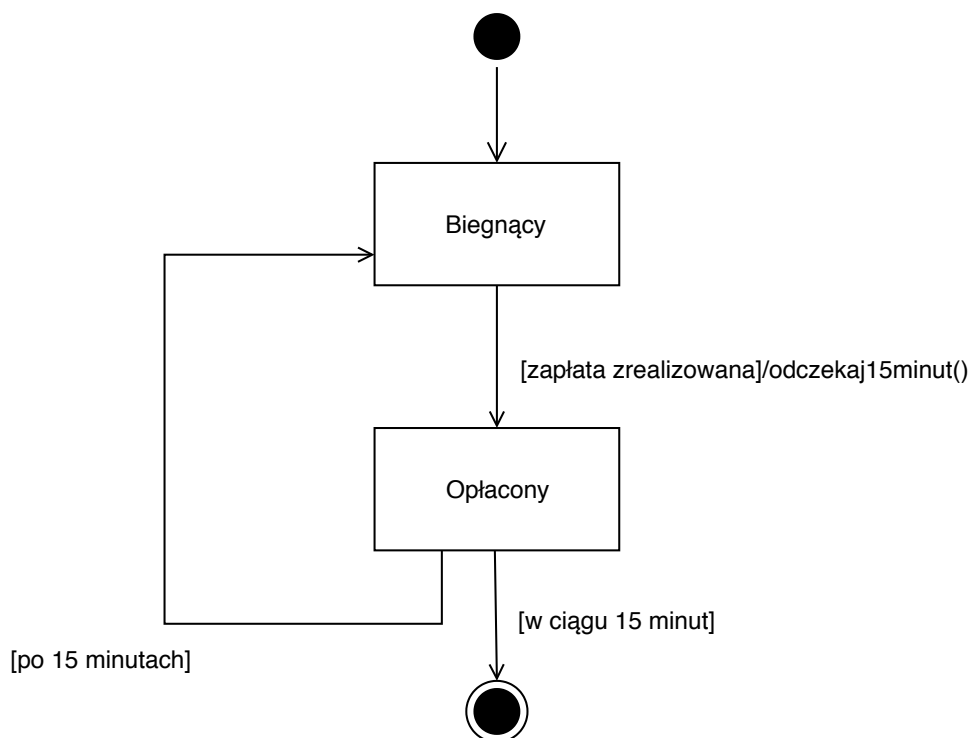 Biegnący
[zapłata zrealizowana]/odczekaj15minut()
Opłacony
[w ciągu 15 minut]
[po 15 minutach]